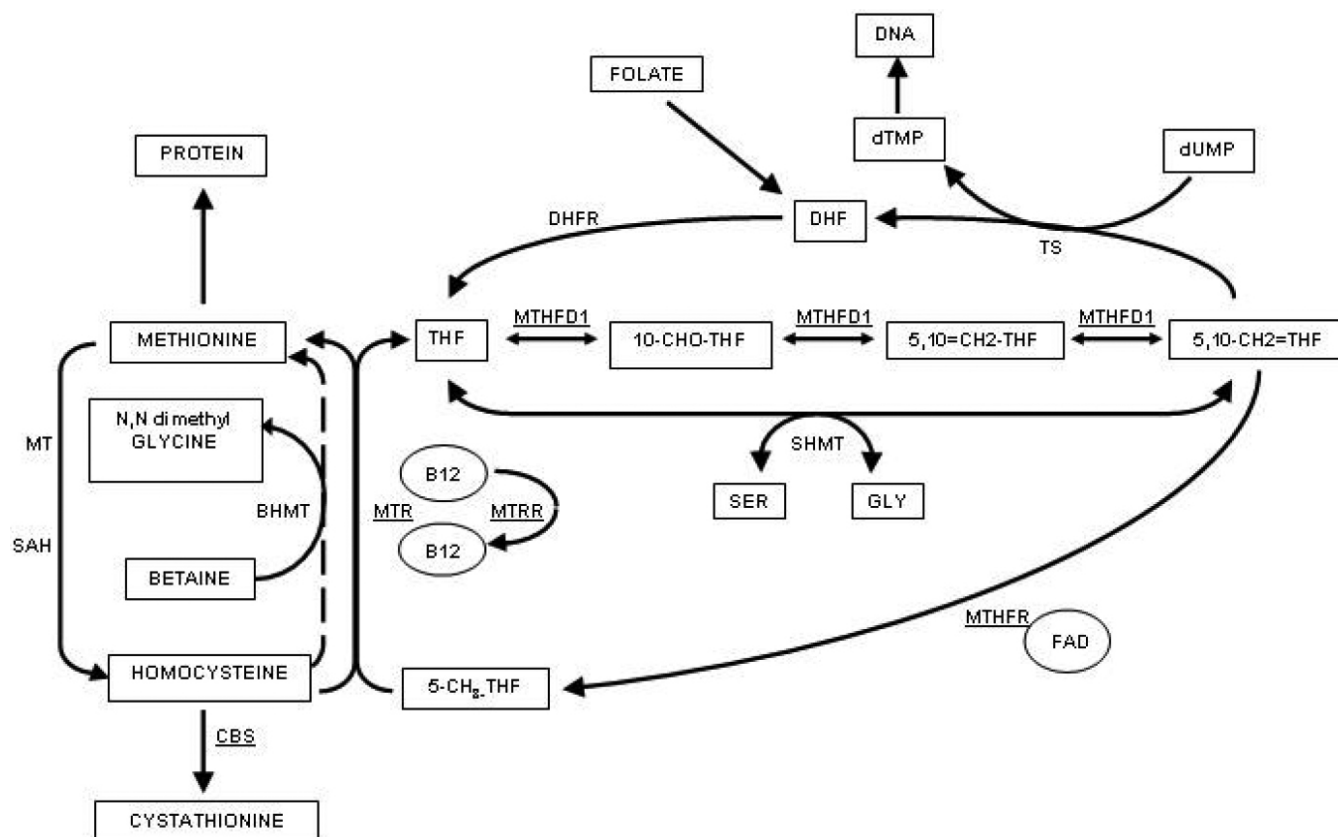 DNA
FOLATE
dTMP
dUMP
PROTEIN
DHFR
DHF
TS
METHIONINE
THF
MTHFD1
10-CHO-THF
MTHFD1
5,10=CH2-THF
MTHFD1
5,10-CH2=THF
N,N dimethyl
GLYCINE
MT
SHMT
B12
SER
GLY
BHMT
MTR
MTRR
SAH
B12
BETAINE
MTHFR
FAD
HOMOCYSTEINE
5-CH₈-THF
CBS
CYSTATHIONINE